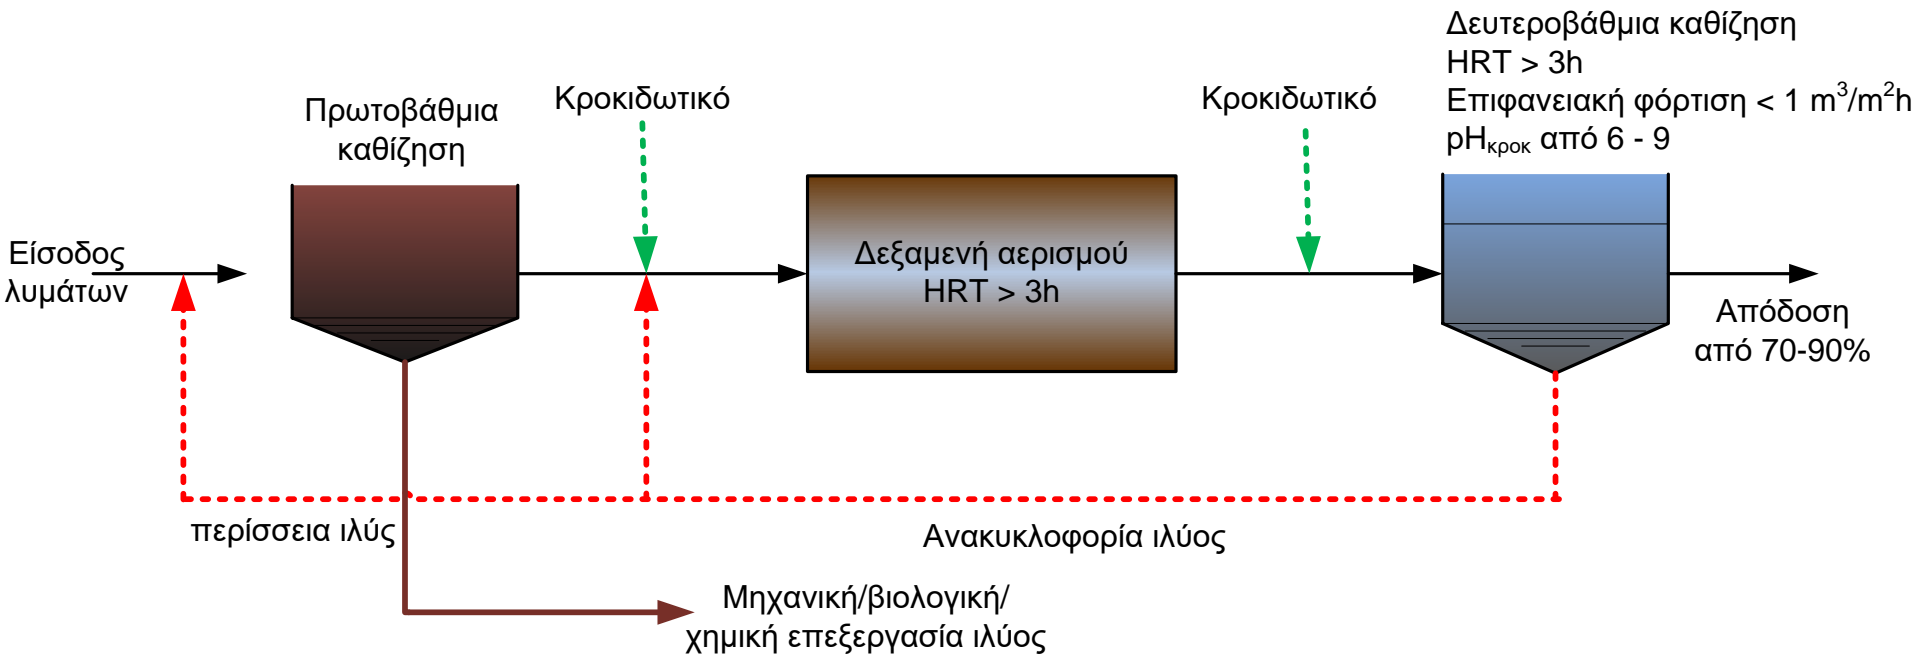 Δευτεροβάθμια καθίζηση
HRT > 3h
Επιφανειακή φόρτιση < 1 m³/m²h
pHκροκ από 6 - 9
Πρωτοβάθμια
καθίζηση
Κροκιδωτικό
Κροκιδωτικό
Είσοδος
λυμάτων
Δεξαμενή αερισμού
HRT > 3h
Απόδοση
από 70-90%
περίσσεια ιλύς
Ανακυκλοφορία ιλύος
Μηχανική/βιολογική/
χημική επεξεργασία ιλύος